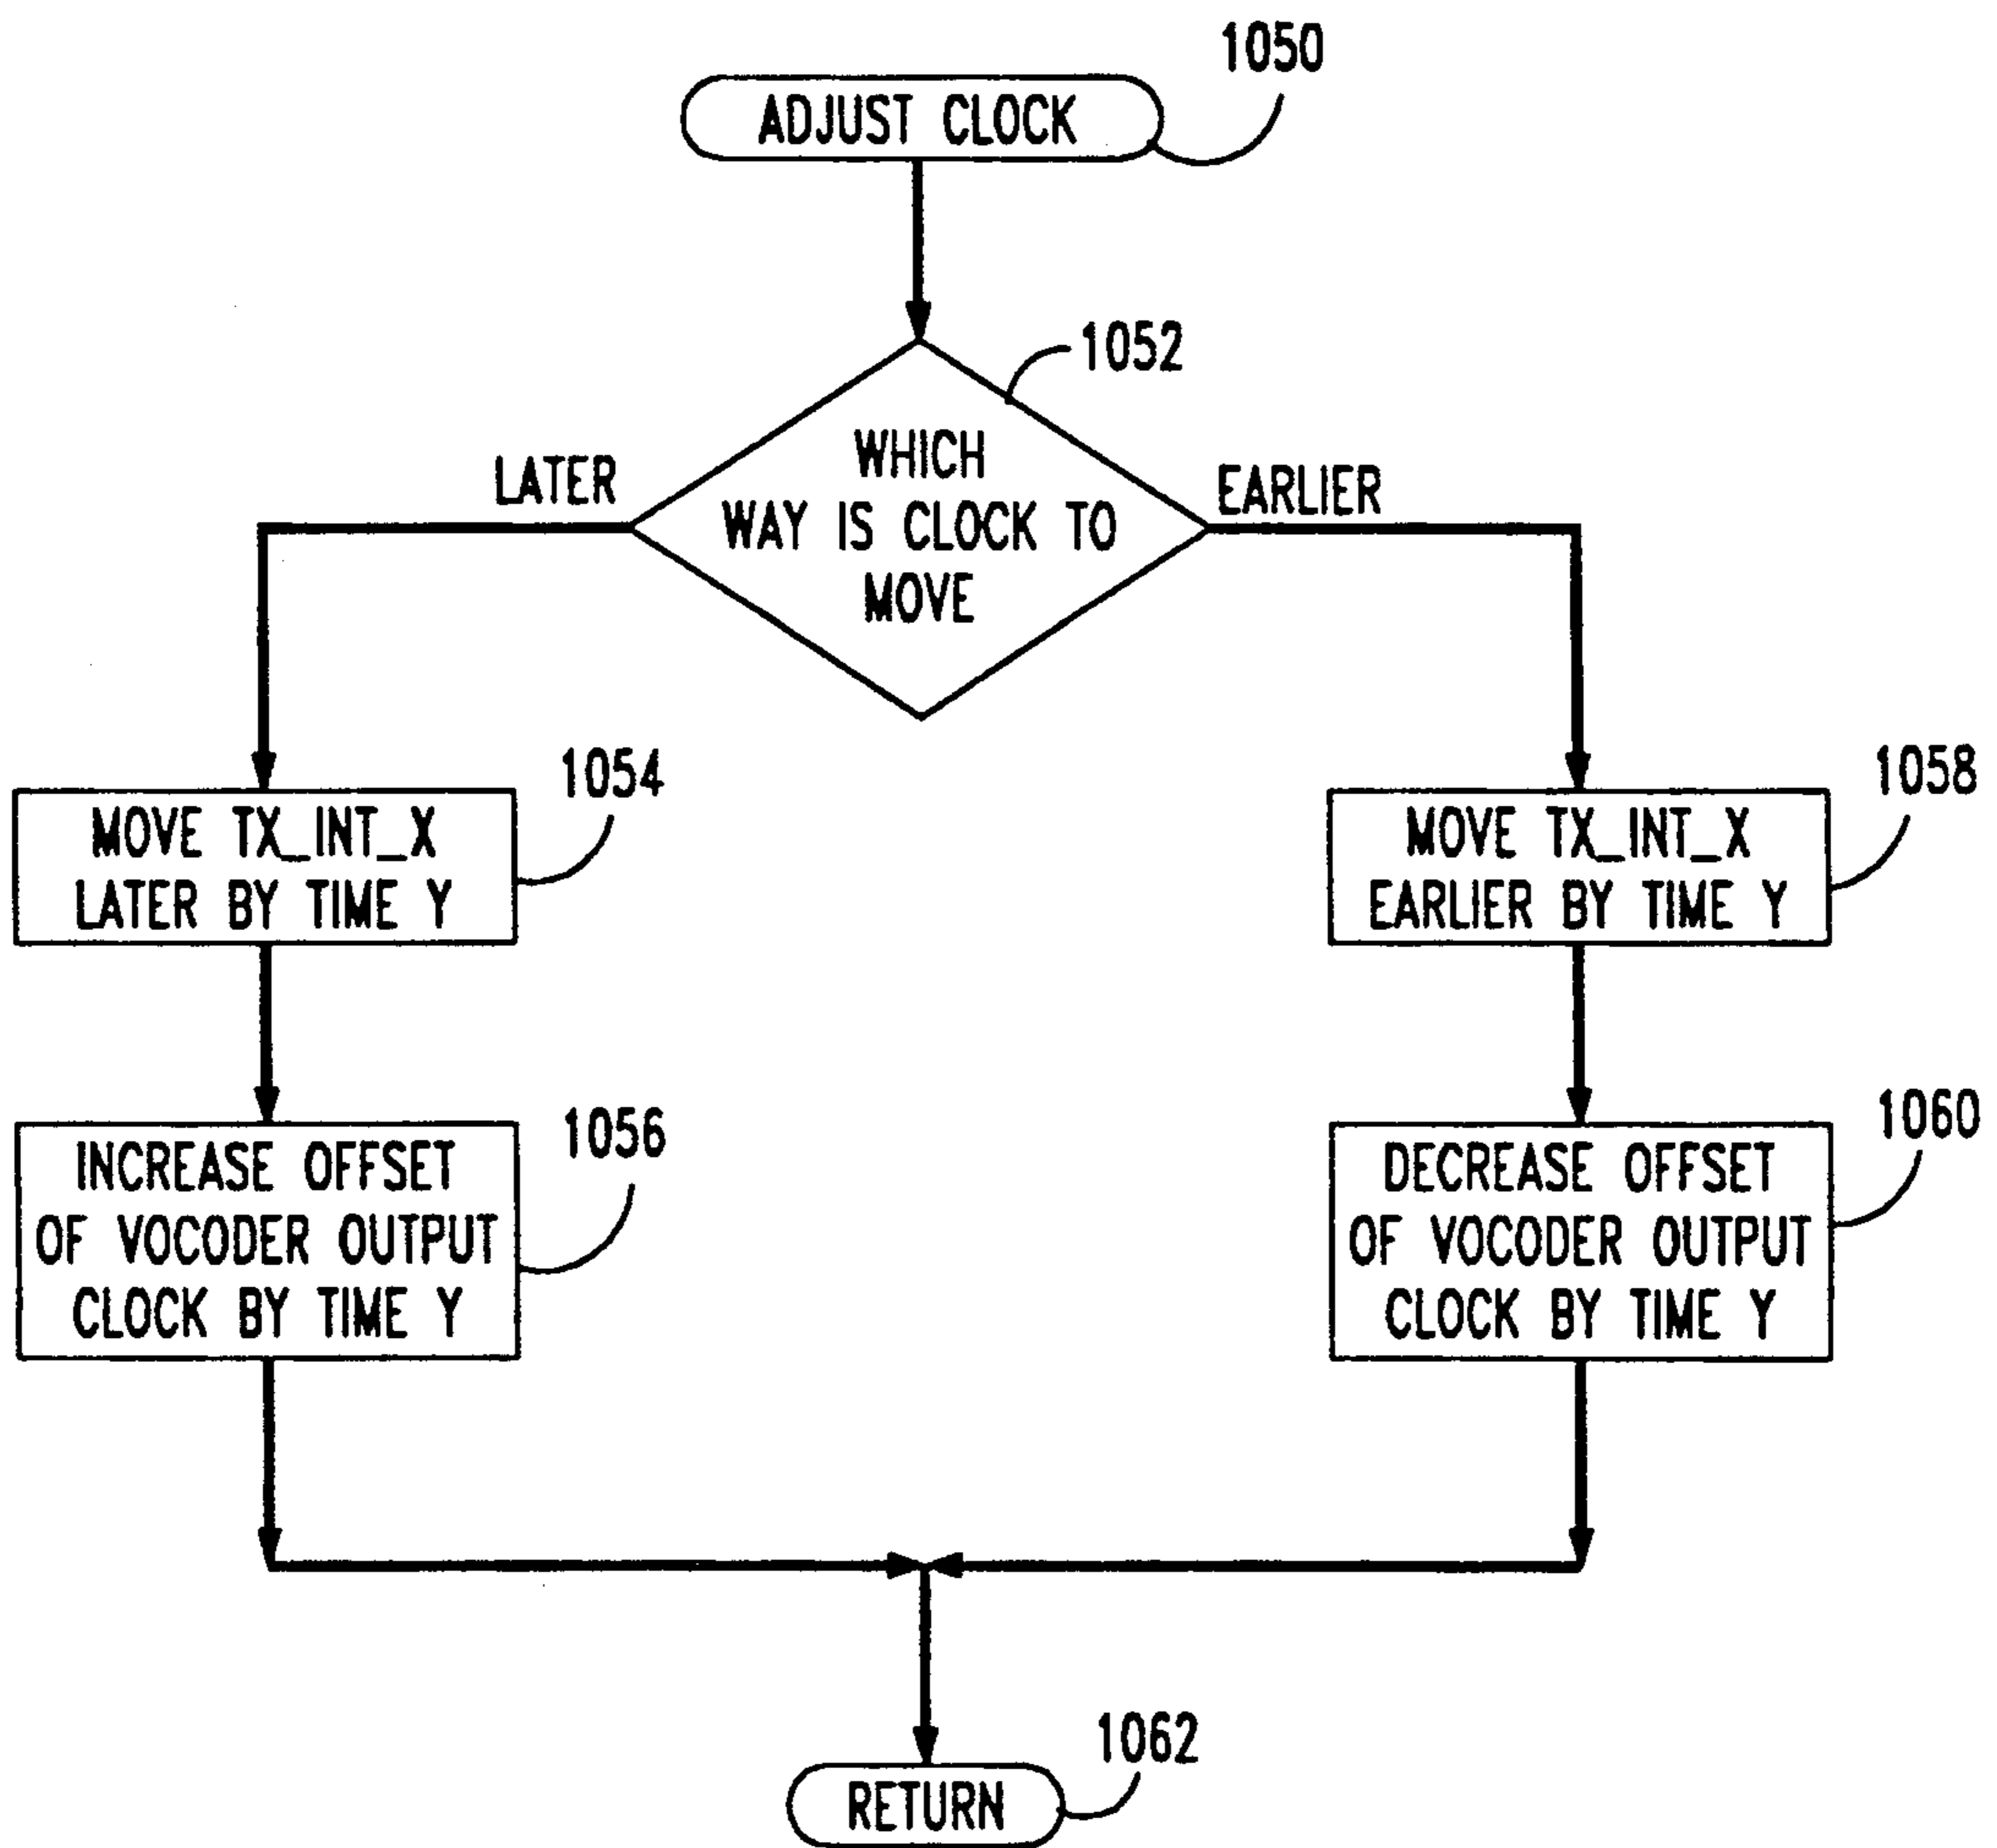 1050
ADJUST CLOCK
1052
WHICH
WAY IS CLOCK TO
MOVE
LATER
EARLIER
1054
MOVE TX_INT_X
LATER BY TIME Y
1058
MOVE TX_INT_X
EARLIER BY TIME Y
1056
INCREASE OFFSET
OF VOCODER OUTPUT
CLOCK BY TIME Y
1060
DECREASE OFFSET
OF VOCODER OUTPUT
CLOCK BY TIME Y
1062
RETURN